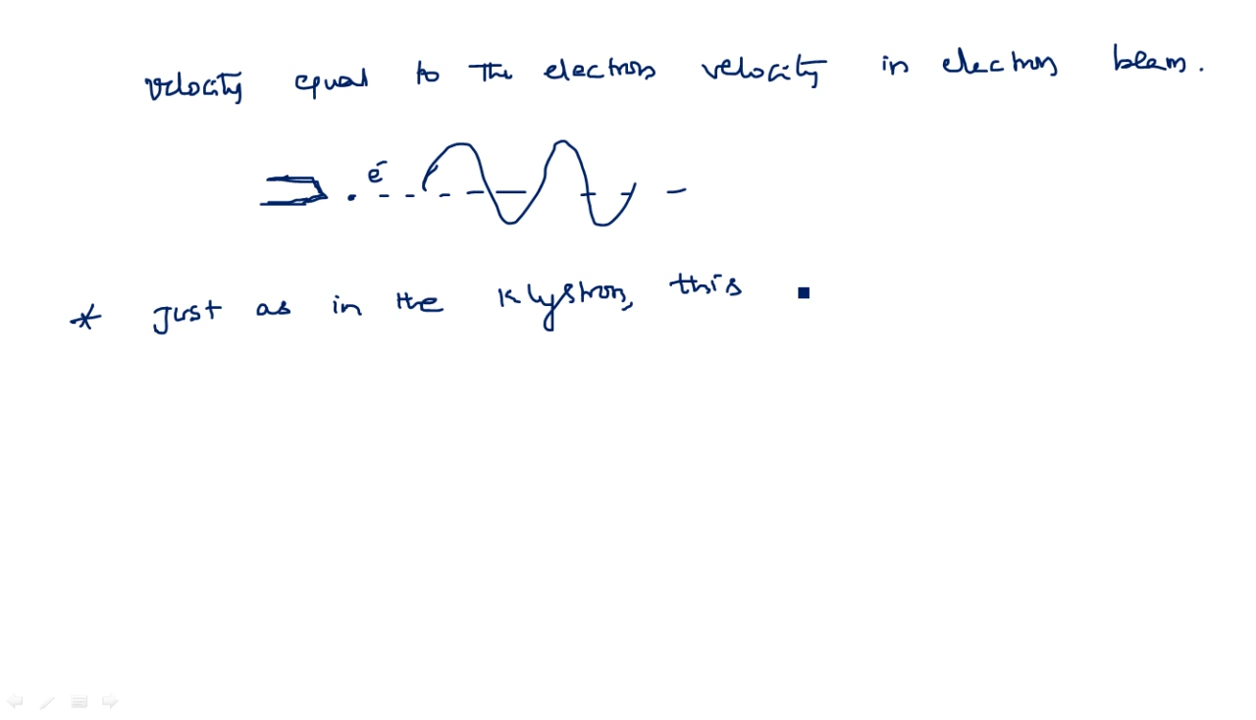 velocity equal to the electron velocity in electron beam.
e-
* Just as in the Klystron, this